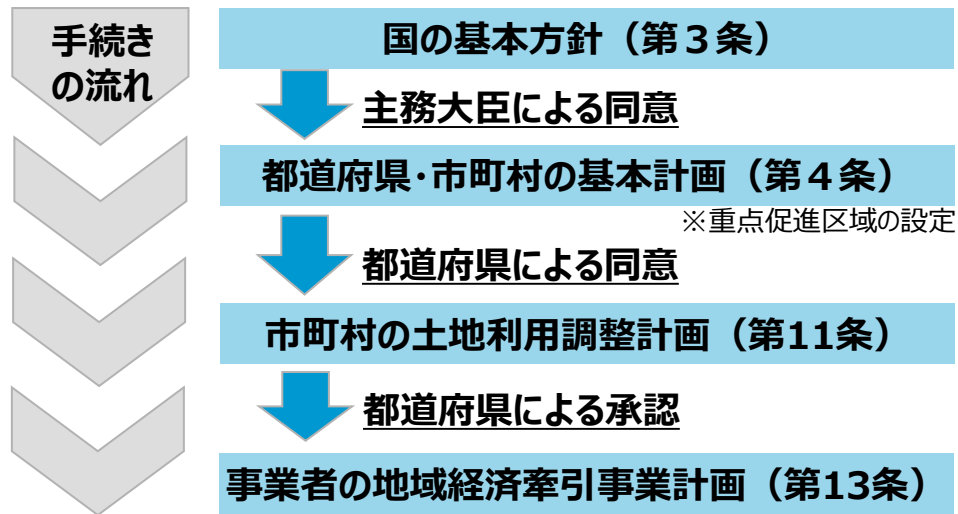 手続き
の流れ
国の基本方針（第３条）
主務大臣による同意
都道府県･市町村の基本計画（第４条）
※重点促進区域の設定
都道府県による同意
市町村の土地利用調整計画（第11条）
都道府県による承認
事業者の地域経済牽引事業計画（第13条）